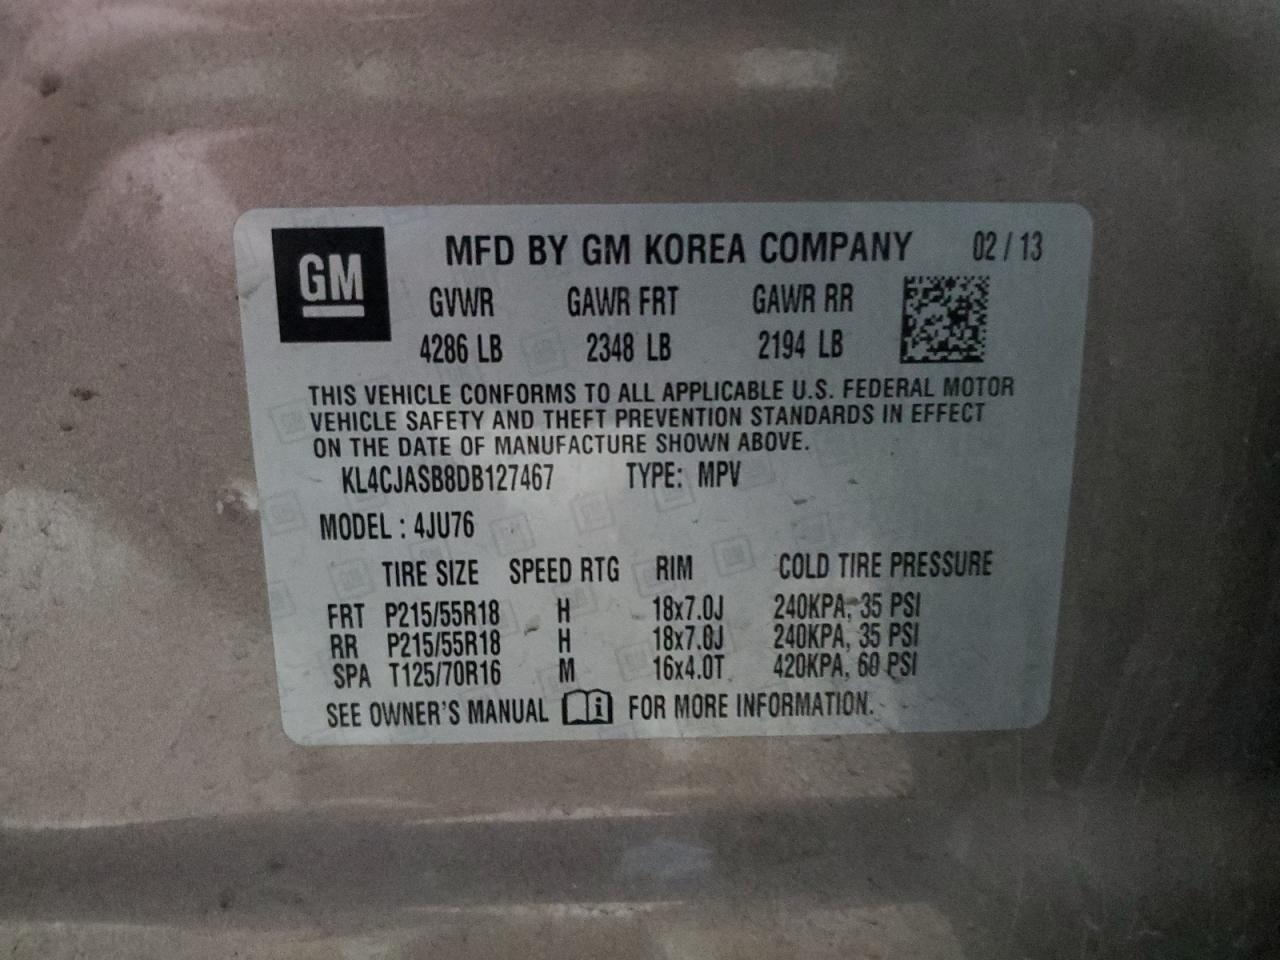 GM
MFD BY GM KOREA COMPANY 02 / 13
GVWR GAWR FRT GAWR RR
4286 LB 2348 LB 2194 LB
THIS VEHICLE CONFORMS TO ALL APPLICABLE U.S. FEDERAL MOTOR
VEHICLE SAFETY AND THEFT PREVENTION STANDARDS IN EFFECT
ON THE DATE OF MANUFACTURE SHOWN ABOVE.
KL4CJASB8DB127467 TYPE: MPV
MODEL : 4JU76
TIRE SIZE SPEED RTG RIM COLD TIRE PRESSURE
FRT P215/55R18 H 18x7.0J 240KPA, 35 PSI
RR P215/55R18 H 18x7.0J 240KPA, 35 PSI
SPA T125/70R16 M 16x4.0T 420KPA, 60 PSI
SEE OWNER'S MANUAL i FOR MORE INFORMATION.